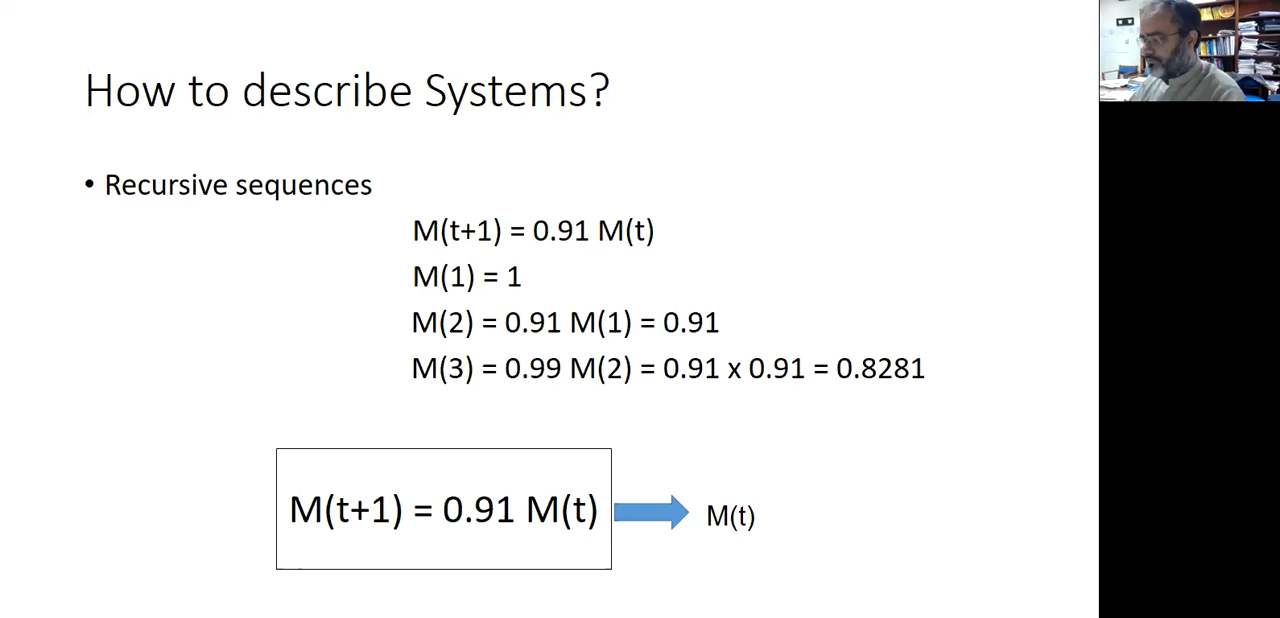 How to describe Systems?
• Recursive sequences
M(t+1) = 0.91 M(t)
M(1) = 1
M(2) = 0.91 M(1) = 0.91
M(3) = 0.99 M(2) = 0.91 x 0.91 = 0.8281
M(t+1) = 0.91 M(t)
M(t)